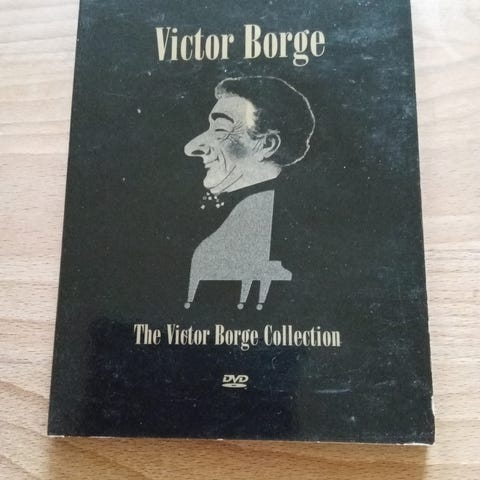 Victor Borge
The Victor Borge Collection
DVD